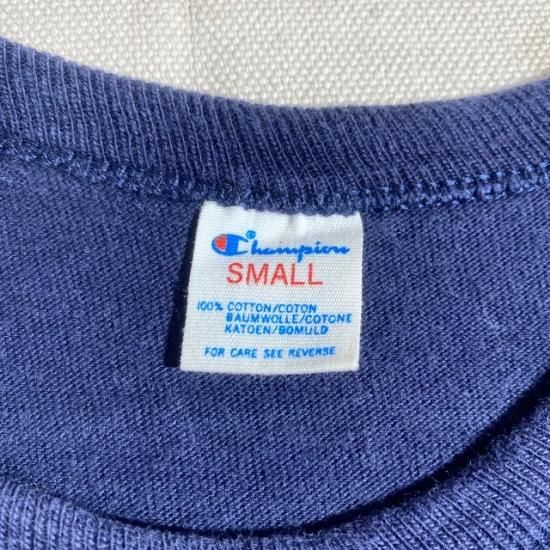 Champion
SMALL
100% COTTON/COTON
BAUMWOLLE/COTONE
KATOEN/BOMULD
FOR CARE SEE REVERSE